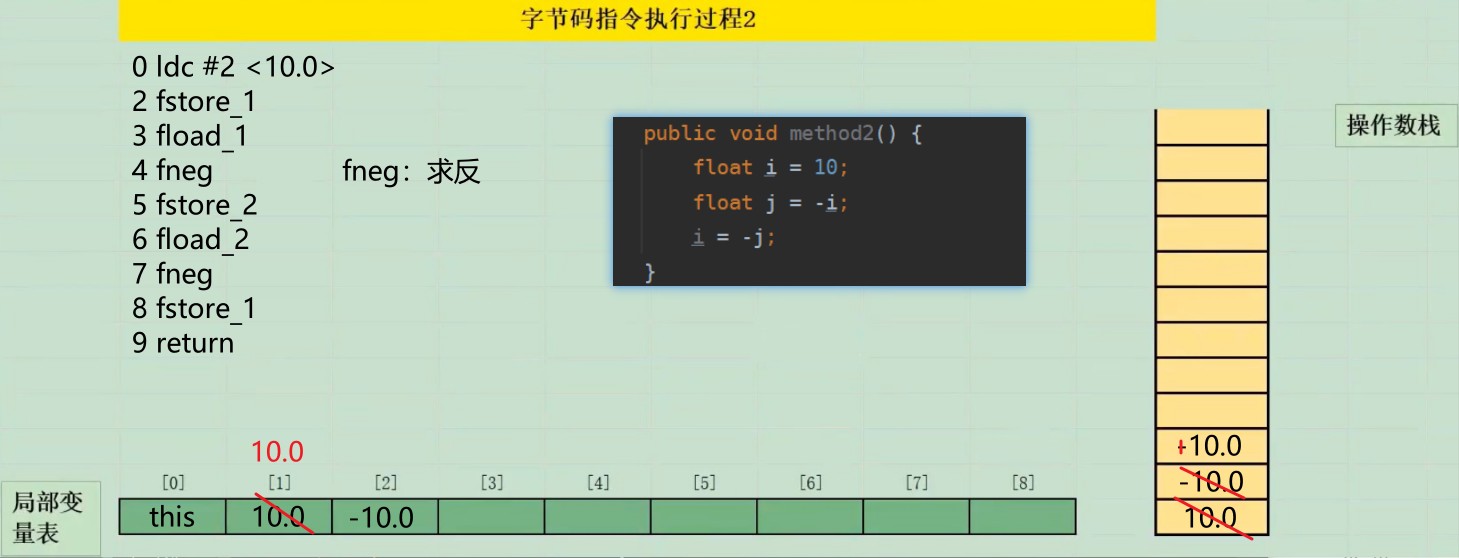 字节码指令执行过程2
0 ldc #2 <10.0>
2 fstore_1
3 fload_1
4 fneg
fneg：求反
5 fstore_2
6 fload_2
7 fneg
8 fstore_1
9 return
public void method2() {
float i = 10;
float j = -i;
i = -j;
}
操作数栈
+10.0
-10.0
10.0
10.0
[0] [1] [2] [3] [4] [5] [6] [7] [8]
局部变
量表
this 10.0 -10.0